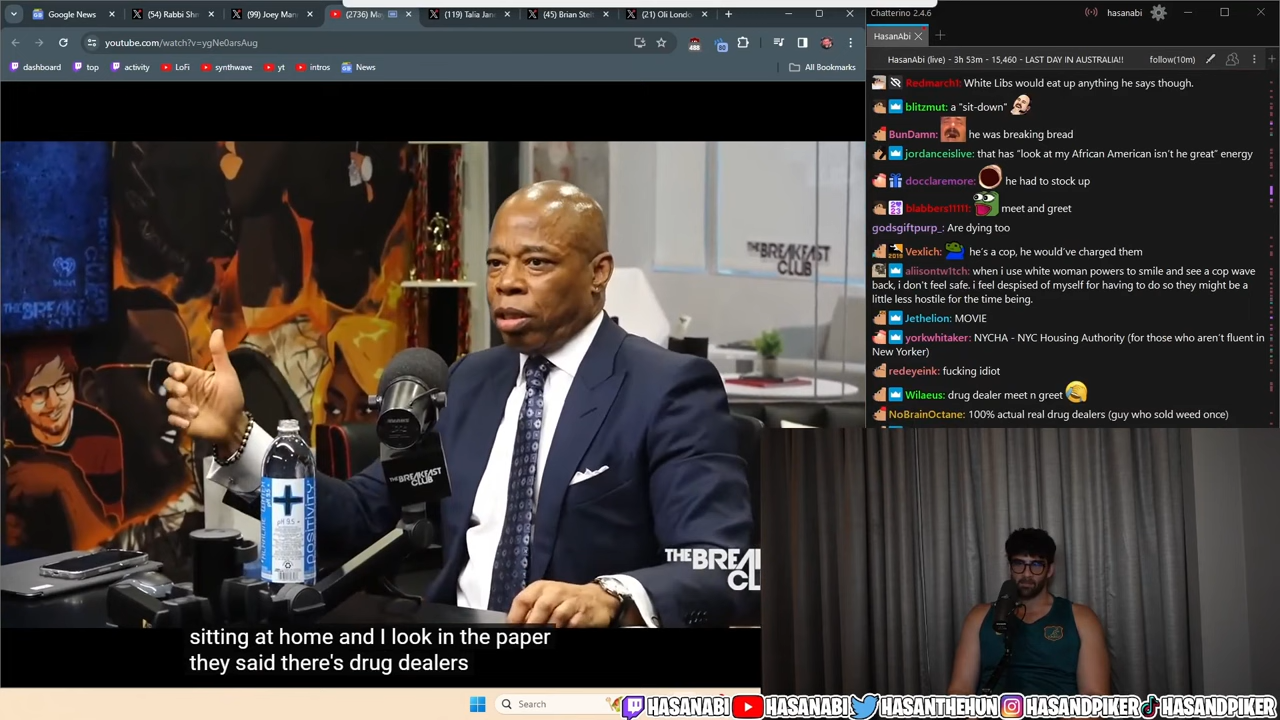 Google News
(54) Rabbi Shm
(99) Joey Man
(2736) Ma
(119) Talia Jan
(45) Brian Stel
(21) Oli Londo
youtube.com/watch?v=ygNe0arsAug
488
60
dashboard
top
activity
LoFi
synthwave
yt
intros
News
All Bookmarks
THE BREAKFAST
CLUB
THE BREAKFAST
CLUB
+
pH 9.5+
POSITIVITY
THE BREA
CL
sitting at home and I look in the paper
they said there's drug dealers
Chatterino 2.4.6
hasanabi
HasanAbi
HasanAbi (live) - 3h 53m - 15,460 - LAST DAY IN AUSTRALIA!!
follow(10m)
Redmarch1: White Libs would eat up anything he says though.
blitzmut: a "sit-down"
BunDamn: he was breaking bread
jordanceislive: that has "look at my African American isn't he great" energy
docclaremore: he had to stock up
blabbers11111: meet and greet
godsgiftpurp_: Are dying too
Vexlich: he's a cop, he would've charged them
aliisontw1tch: when i use white woman powers to smile and see a cop wave
back, i don't feel safe. i feel despised of myself for having to do so they might be a
little less hostile for the time being.
Jethelion: MOVIE
yorkwhitaker: NYCHA - NYC Housing Authority (for those who aren't fluent in
New Yorker)
redeyeink: fucking idiot
Wilaeus: drug dealer meet n greet
NoBrainOctane: 100% actual real drug dealers (guy who sold weed once)
Search
HASANABI
HASANABI
HASANTHEHUN
HASANDPIKER
HASANDPIKER